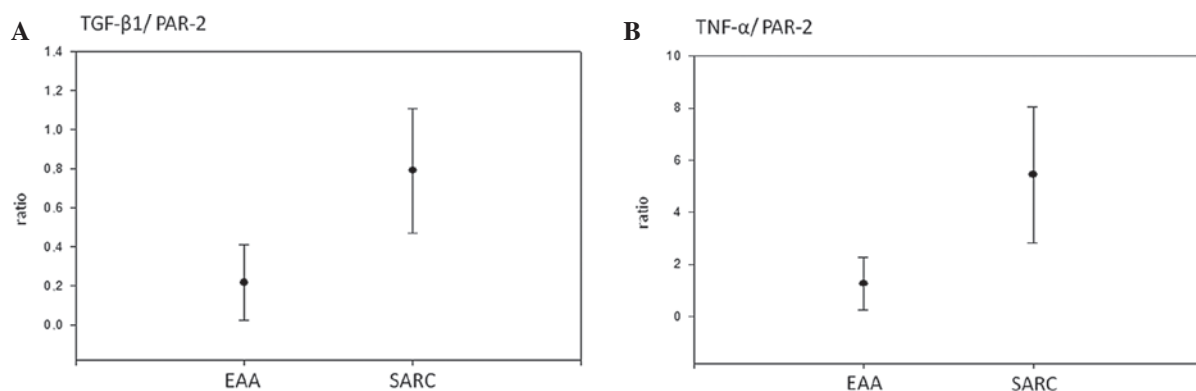 A
TGF-β1/ PAR-2
1.4
1.2
1.0
0.8
0.6
0.4
0.2
0.0
ratio
EAA
SARC
B
TNF-α/ PAR-2
10
8
6
4
2
0
ratio
EAA
SARC